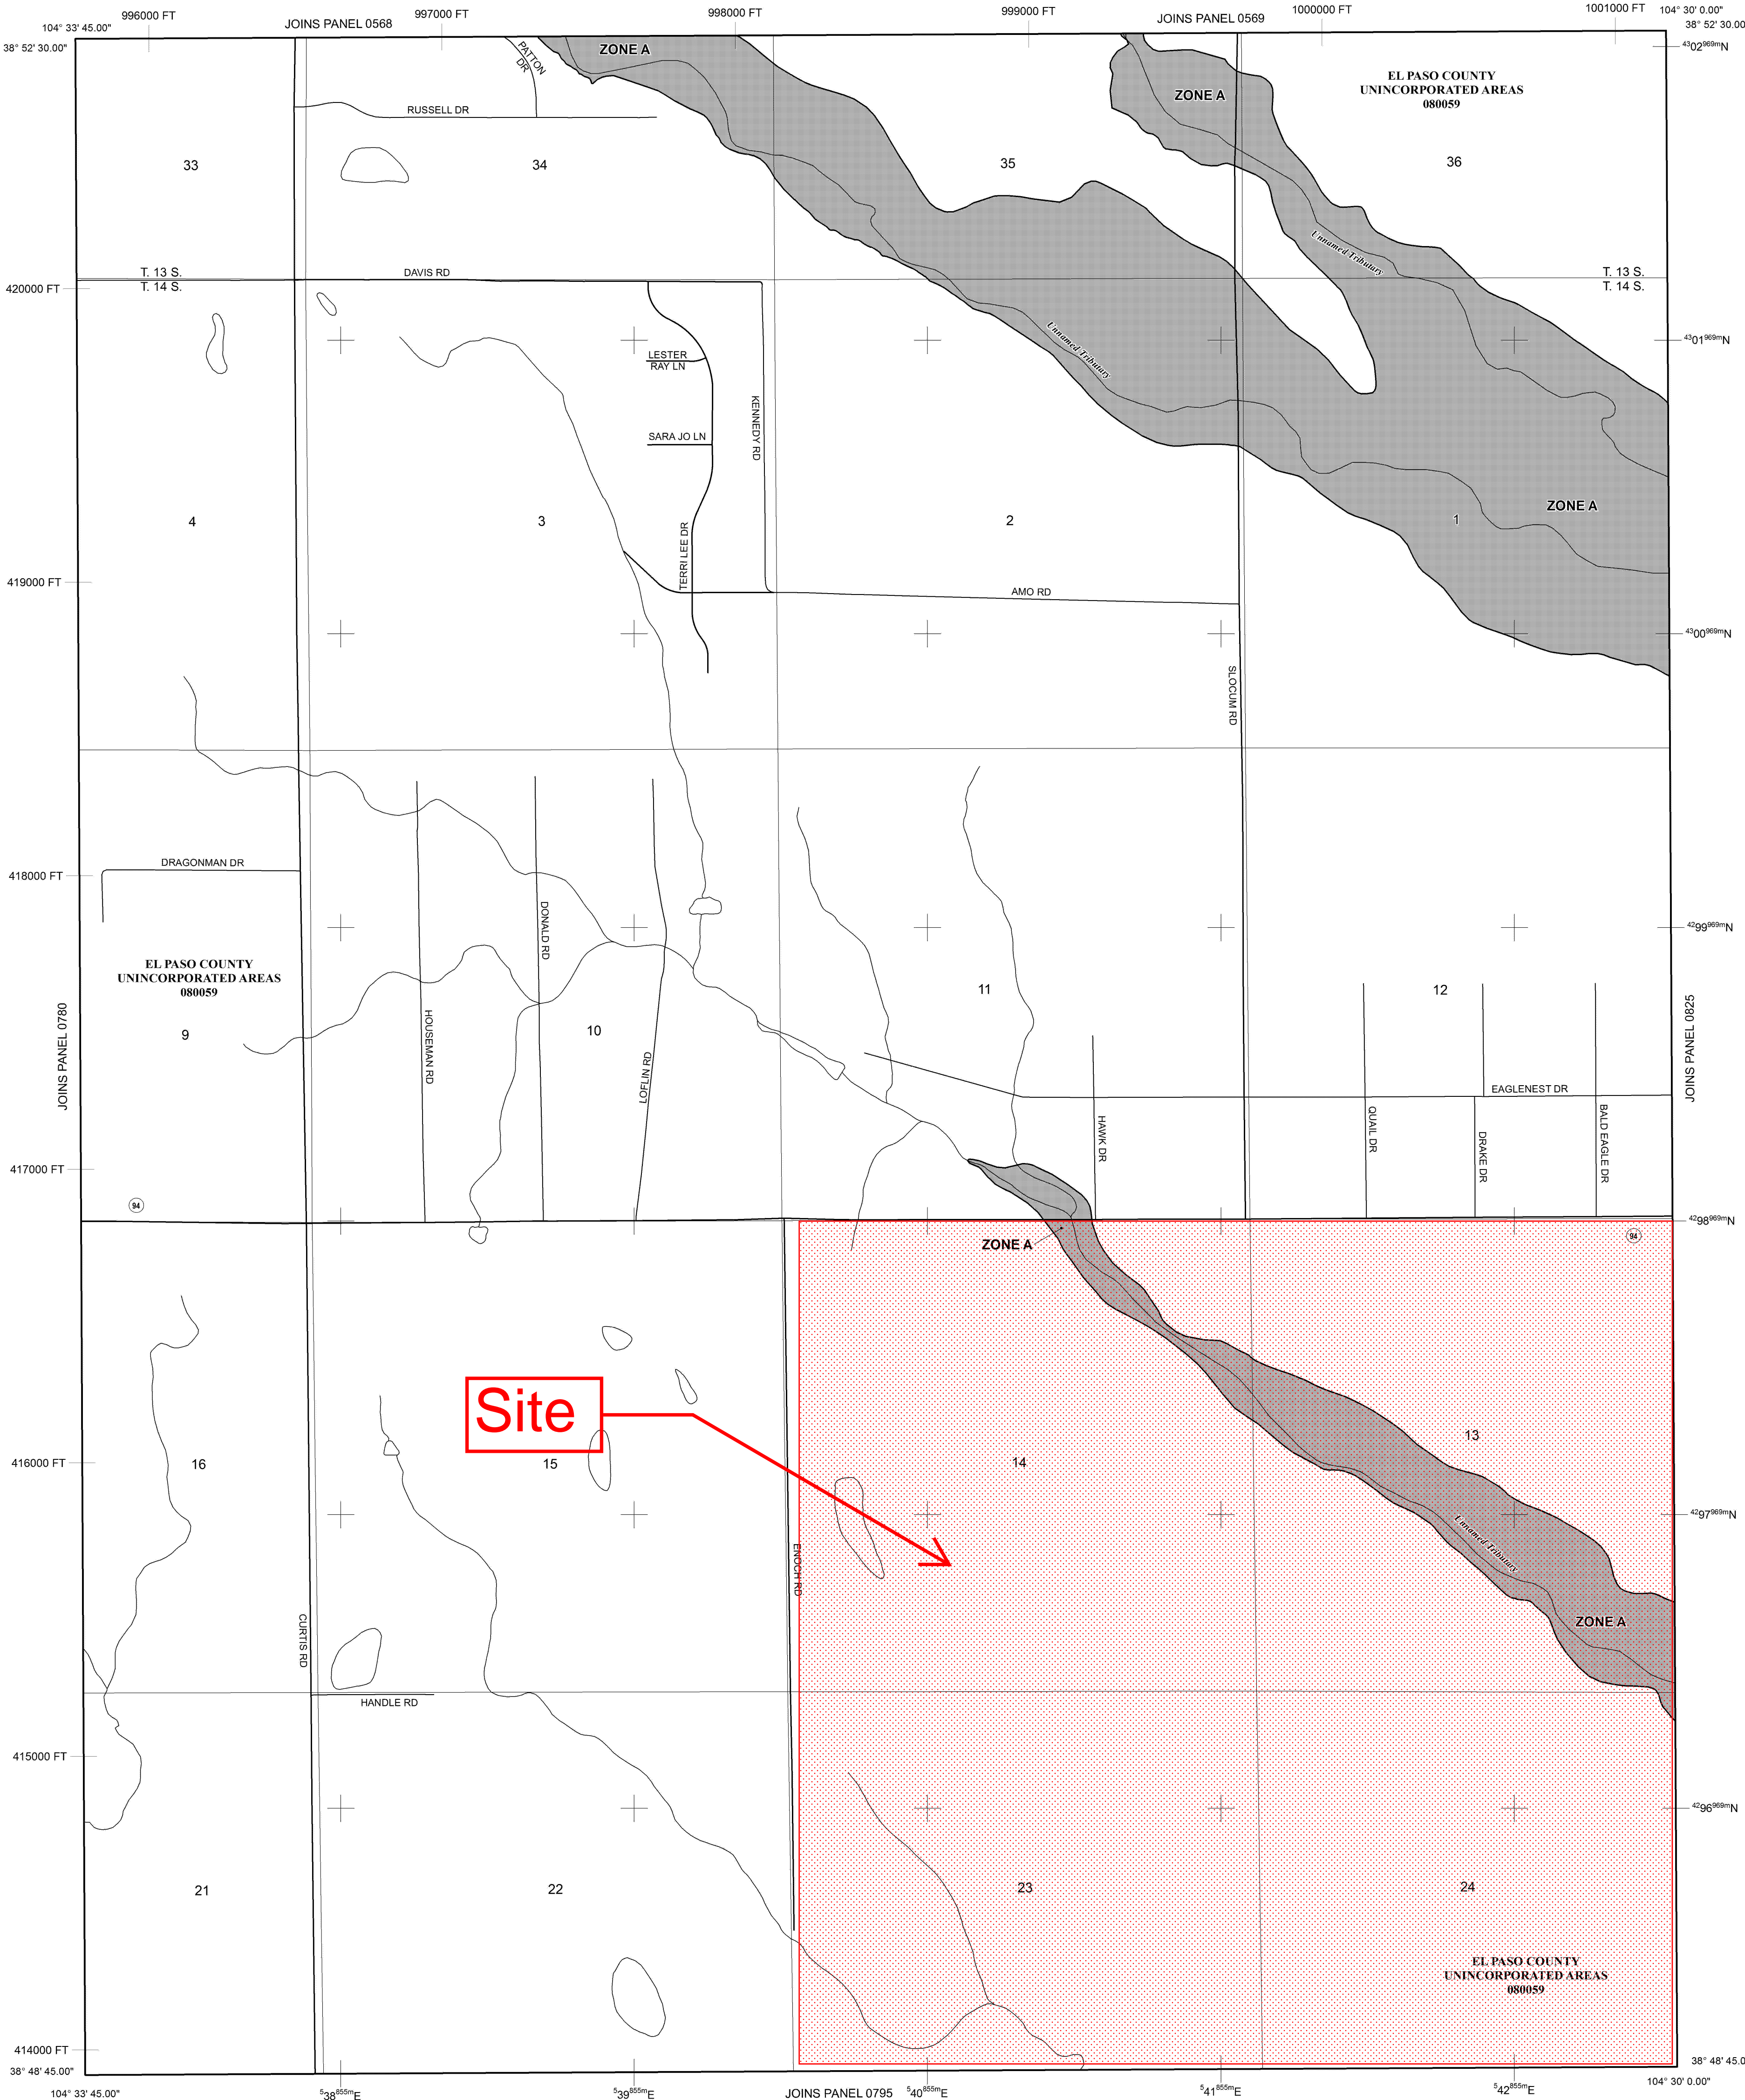 996000 FT
JOINS PANEL 0568
997000 FT
998000 FT
999000 FT
JOINS PANEL 0569
1000000 FT
1001000 FT
104° 30' 0.00"
104° 33' 45.00"
38° 52' 30.00"
38° 52' 30.00
4302969mN
PATTON
DR
ZONE A
ZONE A
EL PASO COUNTY
UNINCORPORATED AREAS
080059
RUSSELL DR
33
34
35
36
Unnamed Tributary
T. 13 S.
T. 14 S.
DAVIS RD
T. 13 S.
T. 14 S.
420000 FT
4301969mN
Unnamed Tributary
LESTER
RAY LN
KENNEDY RD
SARA JO LN
4
3
2
1
ZONE A
TERRI LEE DR
419000 FT
AMO RD
4300969mN
SLOCUM RD
DRAGONMAN DR
418000 FT
DONALD RD
4299969mN
EL PASO COUNTY
UNINCORPORATED AREAS
080059
9
10
11
12
JOINS PANEL 0780
JOINS PANEL 0825
HOUSEMAN RD
LOFLIN RD
EAGLENEST DR
HAWK DR
QUAIL DR
DRAKE DR
BALD EAGLE DR
417000 FT
94
4298969mN
94
ZONE A
Site
16
15
14
13
416000 FT
4297969mN
Unnamed Tributary
ENOCH RD
ZONE A
CURTIS RD
HANDLE RD
415000 FT
4296969mN
21
22
23
24
EL PASO COUNTY
UNINCORPORATED AREAS
080059
414000 FT
38° 48' 45.00"
38° 48' 45.0
104° 33' 45.00"
538855mE
539855mE
JOINS PANEL 0795
540855mE
541855mE
542855mE
104° 30' 0.00"